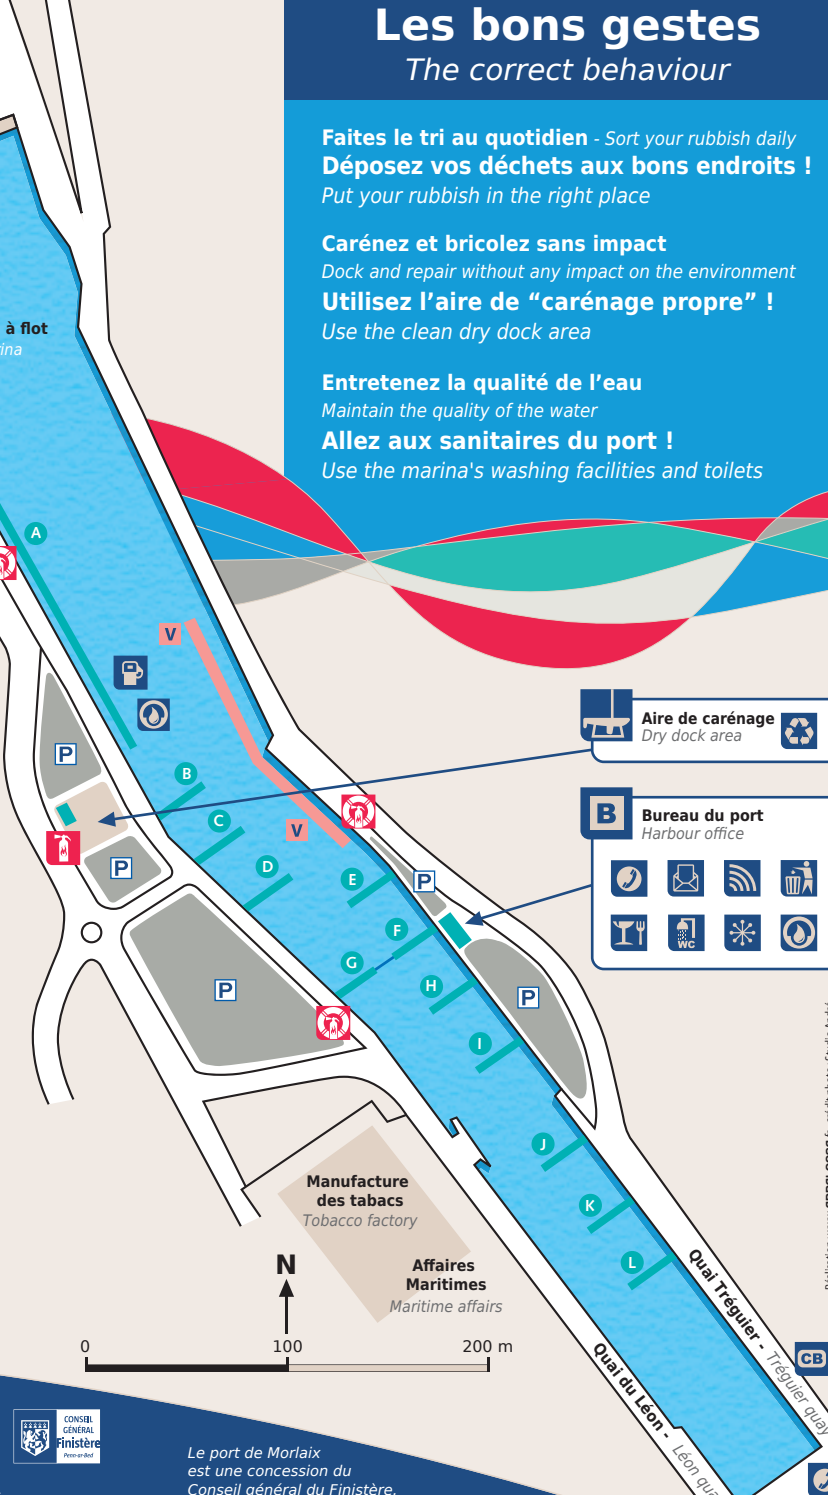 Les bons gestes
The correct behaviour
Faites le tri au quotidien - Sort your rubbish daily
Déposez vos déchets aux bons endroits !
Put your rubbish in the right place
Carénez et bricolez sans impact
Dock and repair without any impact on the environment
Utilisez l'aire de “carénage propre” !
Use the clean dry dock area
Entretenez la qualité de l'eau
Maintain the quality of the water
Allez aux sanitaires du port !
Use the marina's washing facilities and toilets
à flot
A
V
P
B
C
V
D
P
E
P
F
G
H
P
P
I
J
K
L
Aire de carénage
Dry dock area
B
Bureau du port
Harbour office
WC
Manufacture
des tabacs
Tobacco factory
Affaires
Maritimes
Maritime affairs
N
0 100 200 m
Quai Tréguier - Tréguier quay
Quai du Léon - Léon
CB
CONSEIL
GÉNÉRAL
Finistère
Penn-ar-Bed
Le port de Morlaix
est une concession du
Conseil général du Finistère.